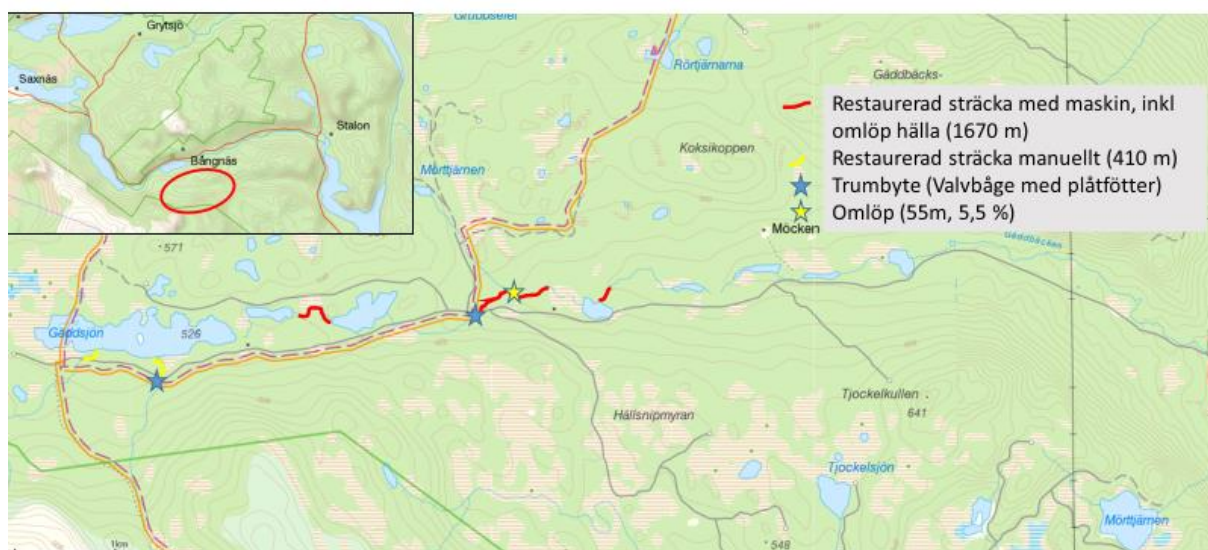 Grytsjö
Saxnäs
Stalon
Bångnäs
Rörtjärnarna
Gäddbäcks-
Restaurerad sträcka med maskin, inkl
omlöp hälla (1670 m)
Restaurerad sträcka manuellt (410 m)
Trumbyte (Valvbåge med plåtfötter)
Omlöp (55m, 5,5 %)
Koksikoppen
Mörttjärnen
Möcken
Gäddbäcken
571
Gäddsjön
526
Tjockelkullen
641
Hällsnipmyran
Tjockelsjön
Mörttjärnen
1km
548